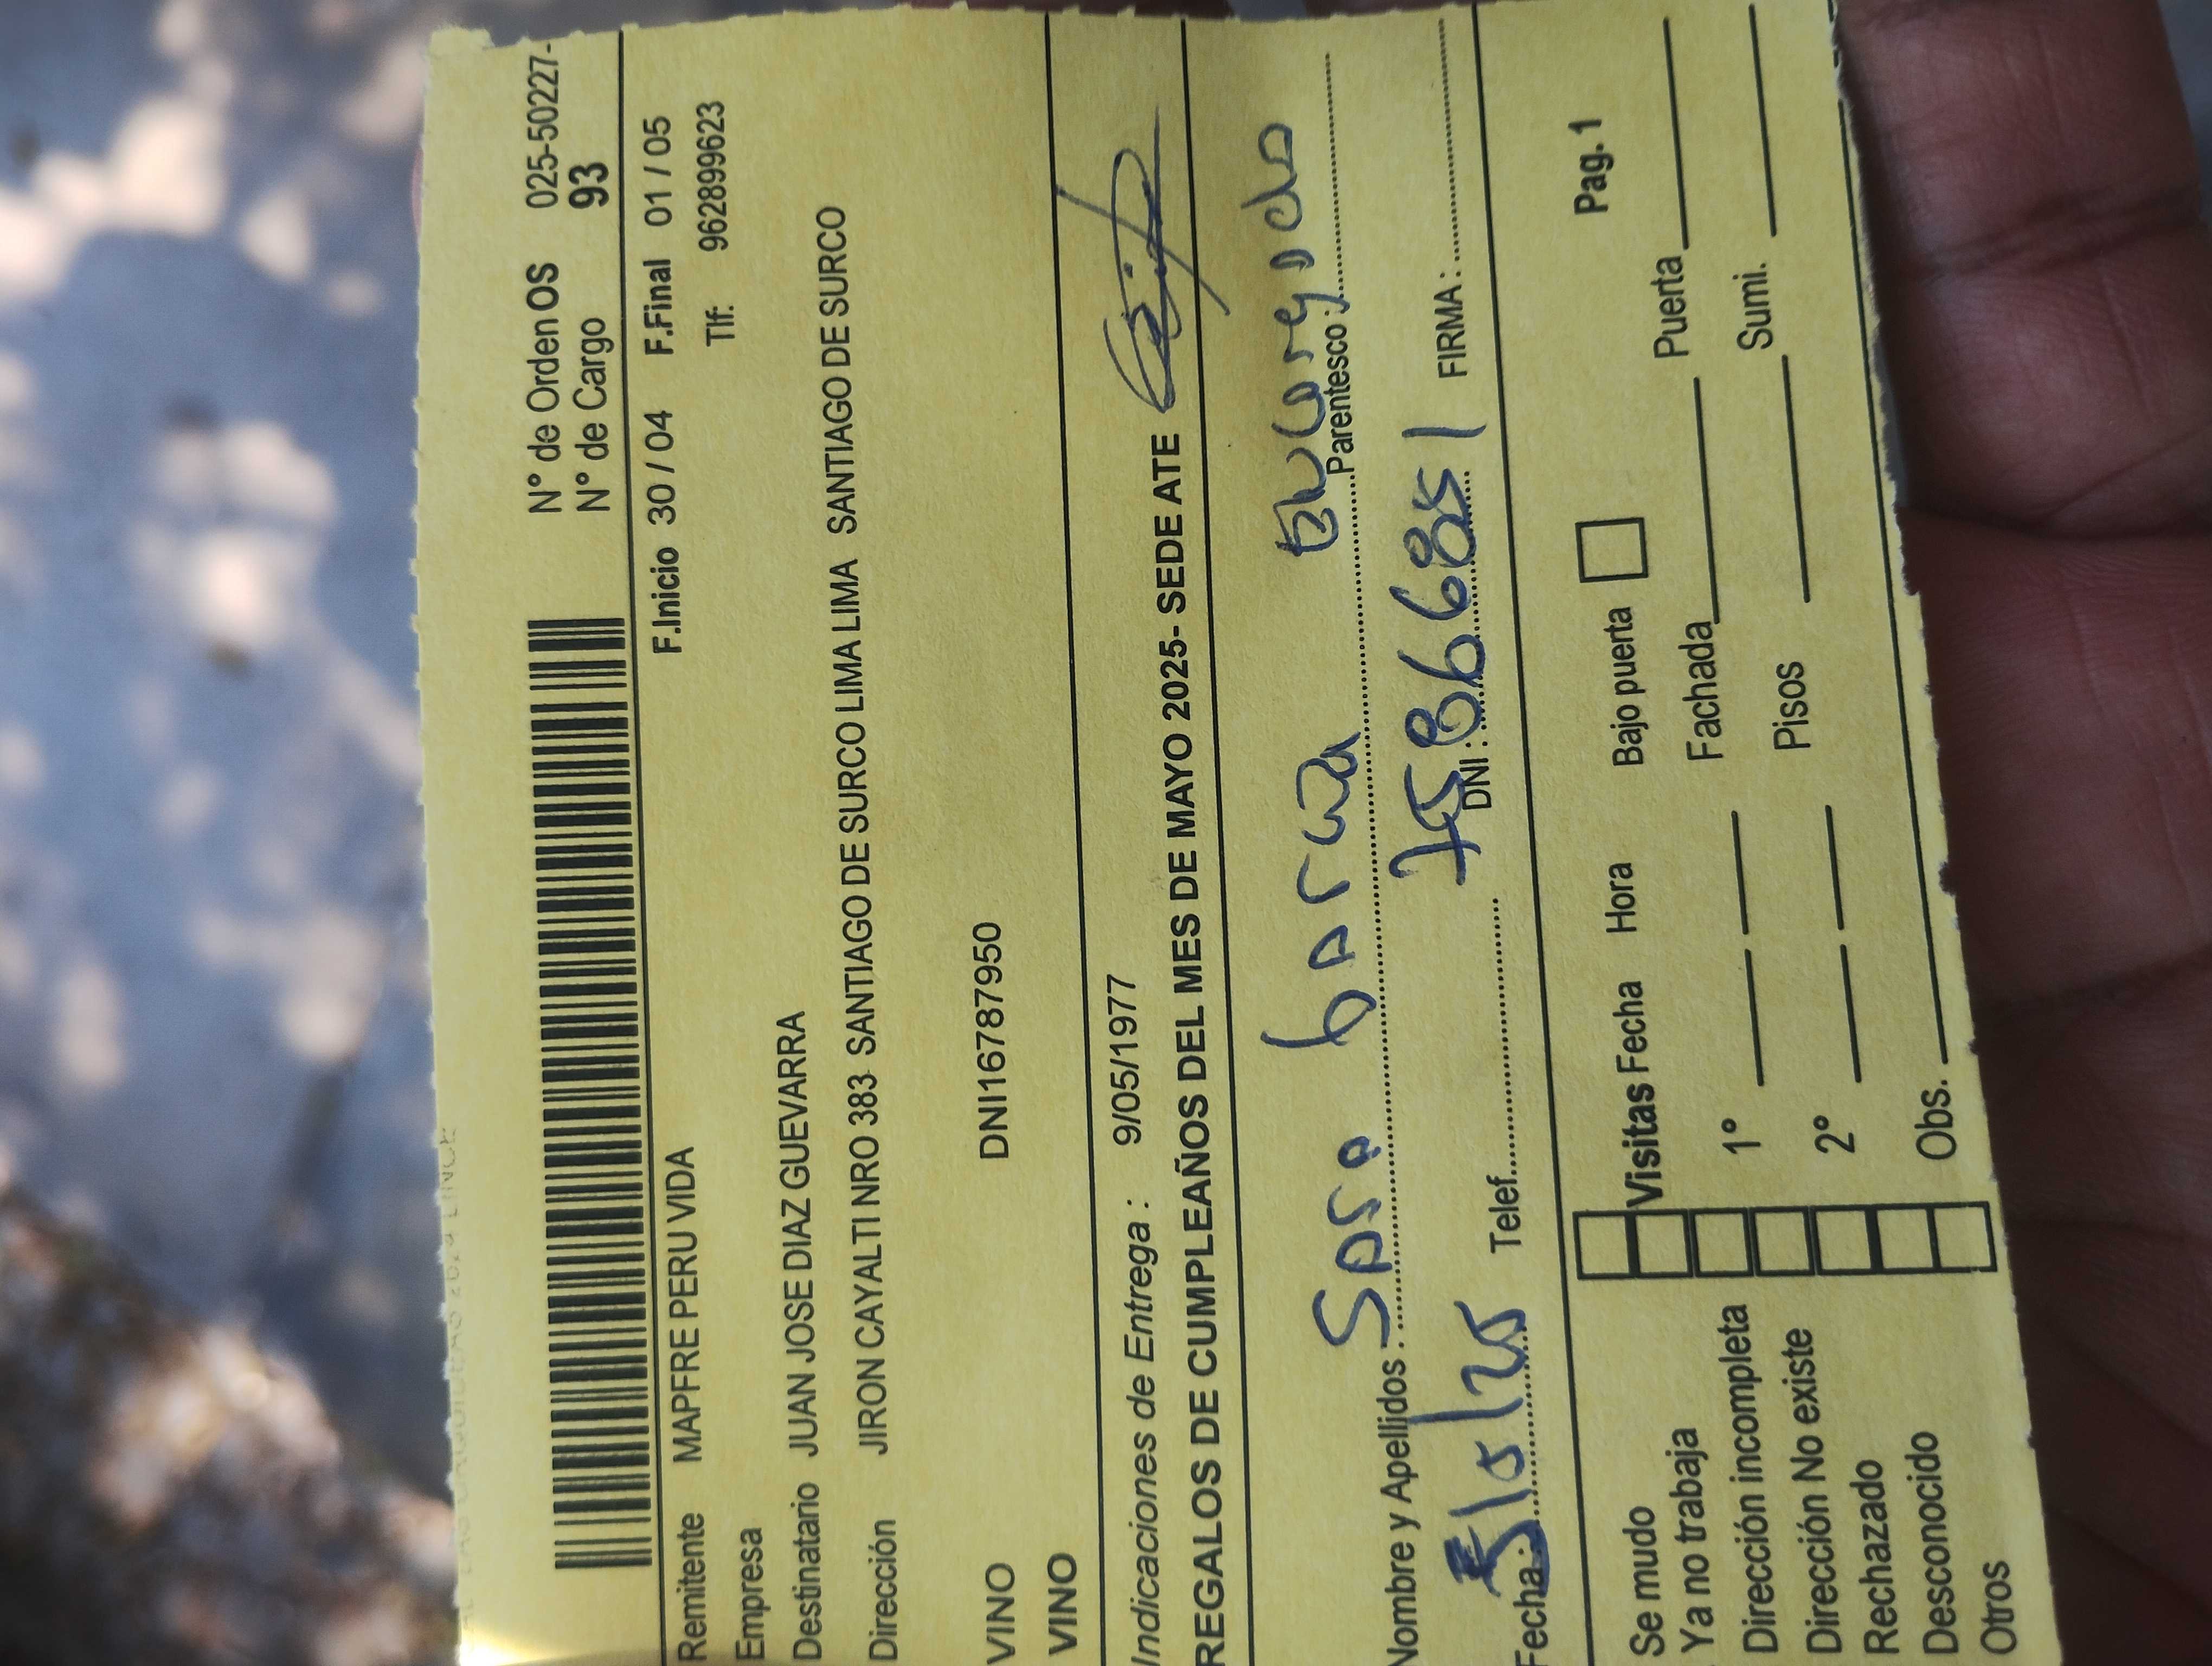 N° de Orden OS 025-50227-
N° de Cargo 93
F.Inicio 30 / 04 F.Final 01 / 05
Remitente MAPFRE PERU VIDA
Tlf: 962899623
Empresa
Destinatario JUAN JOSE DIAZ GUEVARRA
Dirección JIRON CAYALTI NRO 383 SANTIAGO DE SURCO LIMA LIMA SANTIAGO DE SURCO
VINO DNI16787950
VINO
Indicaciones de Entrega : 9/05/1977
REGALOS DE CUMPLEAÑOS DEL MES DE MAYO 2025- SEDE ATE
Nombre y Apellidos : Sara Parentesco :
Fecha: 5/5/25 Telef. DNI : 75866851 FIRMA :
Se mudo Bajo puerta Pag. 1
Ya no trabaja Visitas Fecha Hora
Dirección incompleta 1° Fachada Puerta
Dirección No existe
Rechazado 2° Pisos Sumi.
Desconocido
Otros Obs.